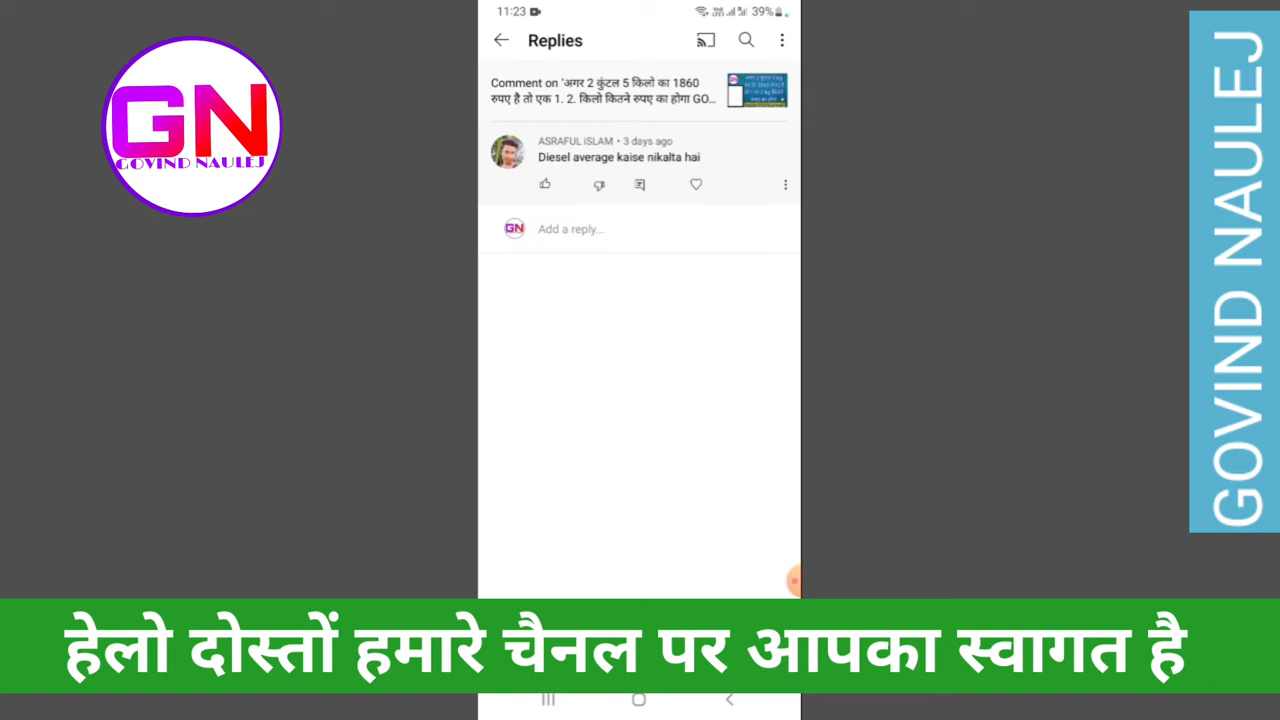 GN
GOVIND NAULEJ
11:23
39%
Replies
Comment on 'अगर 2 कुंटल 5 किलो का 1860
रुपए है तो एक 1. 2. किलो कितने रुपए का होगा GO...
ASRAFUL iSLAM • 3 days ago
Diesel average kaise nikalta hai
GN
Add a reply...
GOVIND NAULEJ
हेलो दोस्तों हमारे चैनल पर आपका स्वागत है